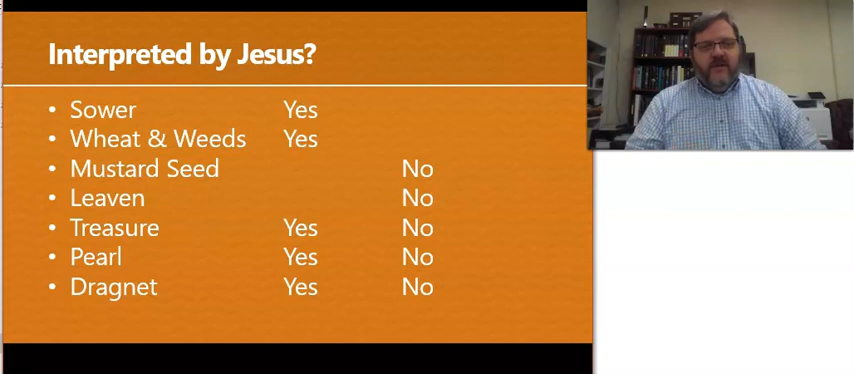 Interpreted by Jesus?
• Sower Yes
• Wheat & Weeds Yes
• Mustard Seed No
• Leaven No
• Treasure Yes No
• Pearl Yes No
• Dragnet Yes No